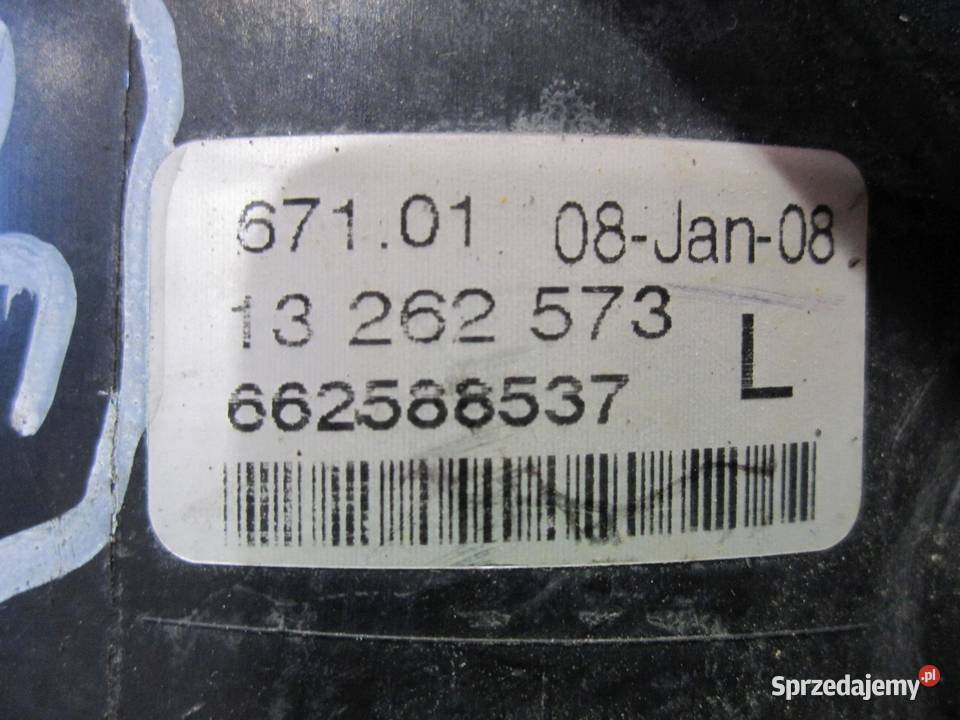 671.01 08-Jan-08
13 262 573 L
662588537
Sprzedajemy.pl